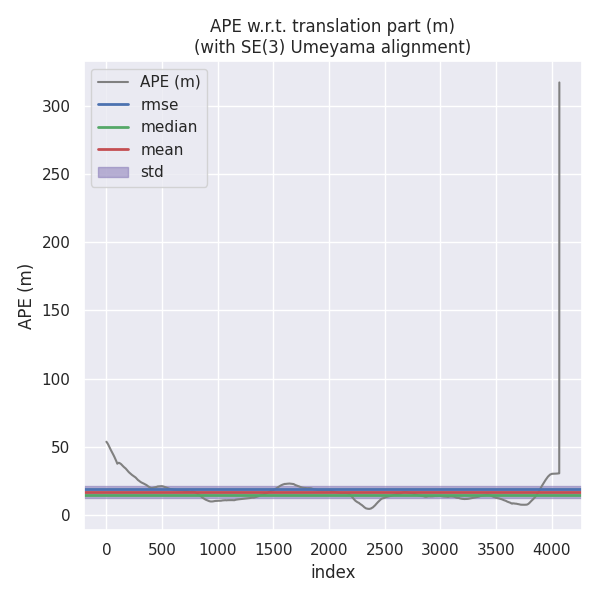 APE w.r.t. translation part (m)
(with SE(3) Umeyama alignment)
APE (m)
rmse
median
mean
std
APE (m)
300
250
200
150
100
50
0
0 500 1000 1500 2000 2500 3000 3500 4000
index